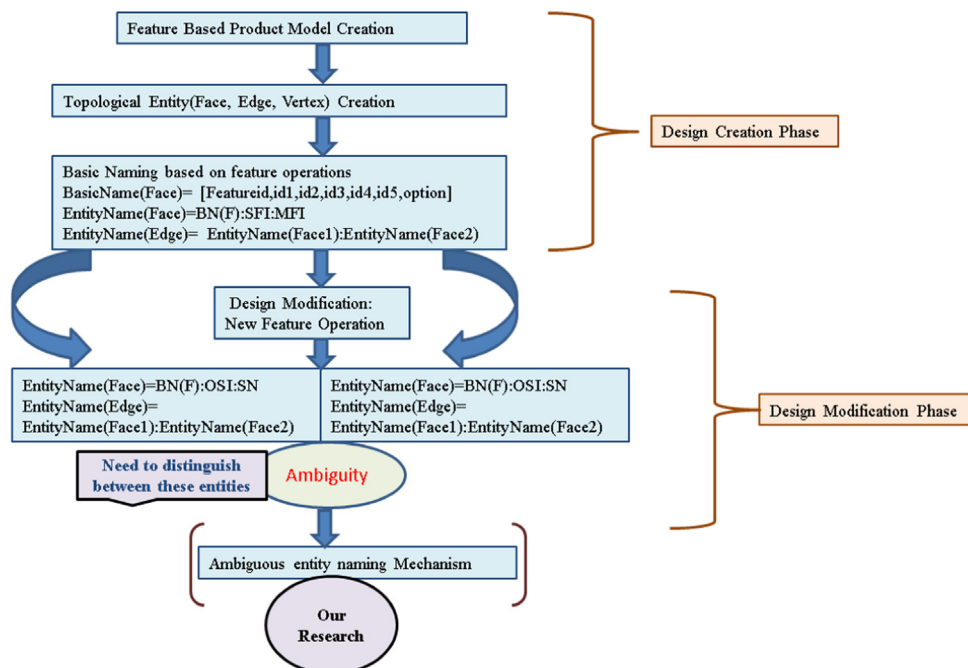 Feature Based Product Model Creation
Topological Entity(Face, Edge, Vertex) Creation
Design Creation Phase
Basic Naming based on feature operations
BasicName(Face)= [Featureid,id1,id2,id3,id4,id5,option]
EntityName(Face)=BN(F):SFI:MFI
EntityName(Edge)= EntityName(Face1):EntityName(Face2)
Design Modification:
New Feature Operation
EntityName(Face)=BN(F):OSI:SN
EntityName(Edge)=
EntityName(Face1):EntityName(Face2)
EntityName(Face)=BN(F):OSI:SN
EntityName(Edge)=
EntityName(Face1):EntityName(Face2)
Design Modification Phase
Need to distinguish
between these entities
Ambiguity
Ambiguous entity naming Mechanism
Our
Research